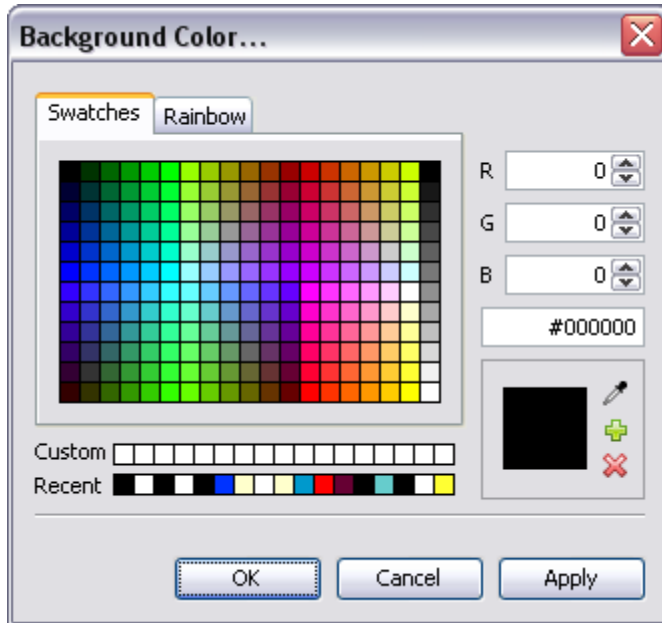 Background Color...
Swatches
Rainbow
R 0
G 0
B 0
#000000
Custom
Recent
OK
Cancel
Apply